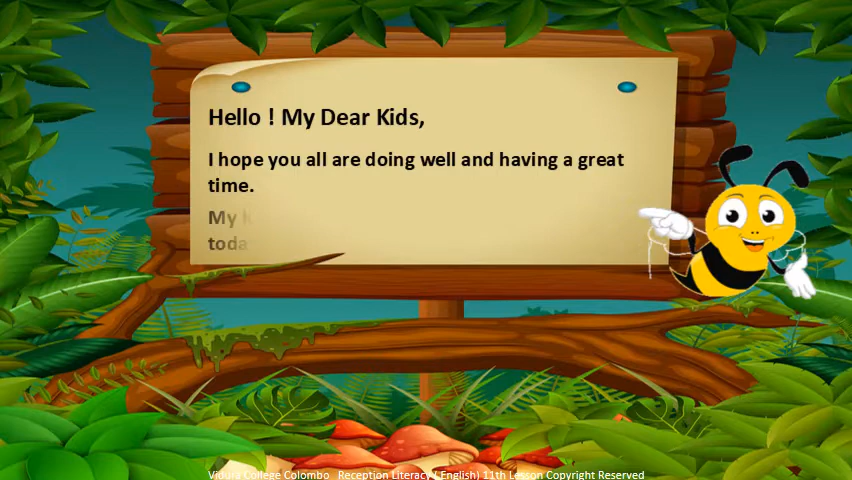 Hello ! My Dear Kids,
I hope you all are doing well and having a great
time.
My
Vidura College Colombo Reception Literacy ( English) 11th Lesson Copyright Reserved